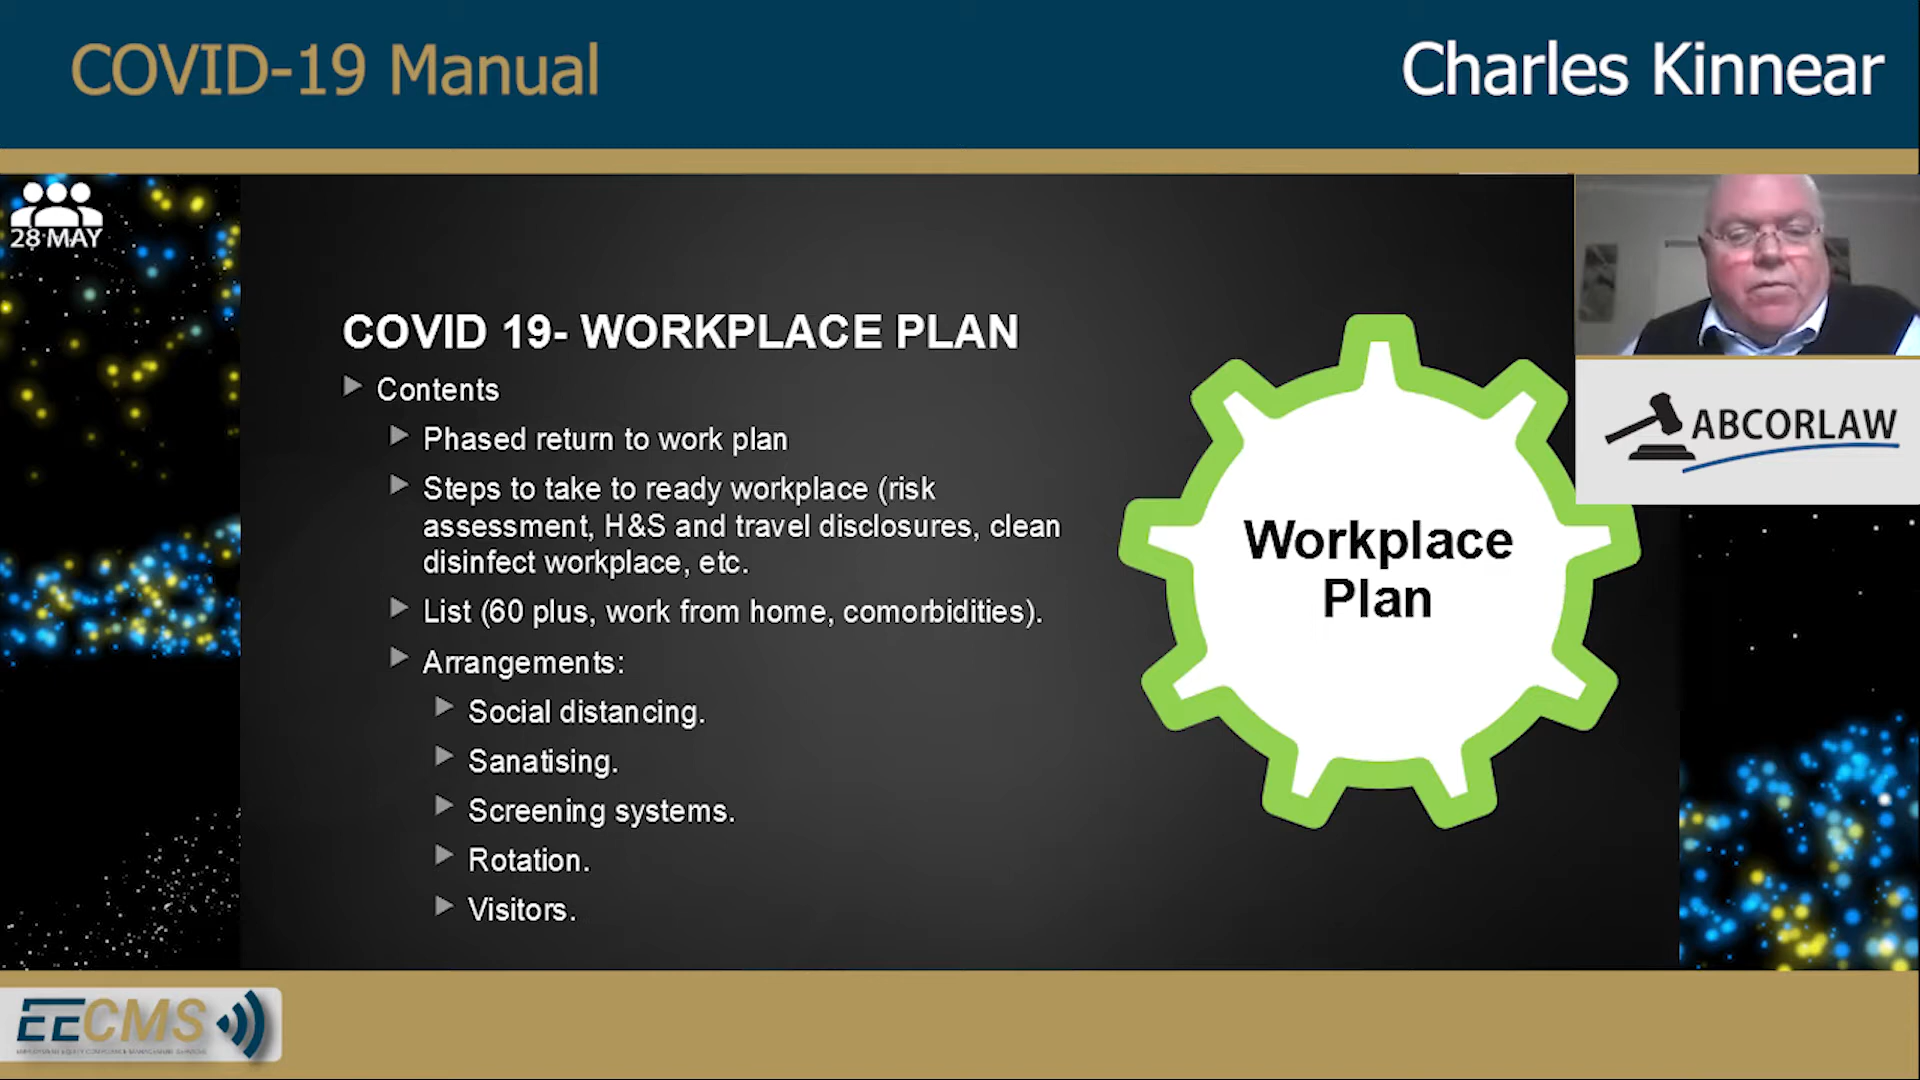 COVID-19 Manual
Charles Kinnear
28 MAY
COVID 19- WORKPLACE PLAN
Contents
Phased return to work plan
Steps to take to ready workplace (risk
assessment, H&S and travel disclosures, clean
disinfect workplace, etc.
List (60 plus, work from home, comorbidities).
Arrangements:
Social distancing.
Sanatising.
Screening systems.
Rotation.
Visitors.
Workplace
Plan
ABCORLAW
EECMS